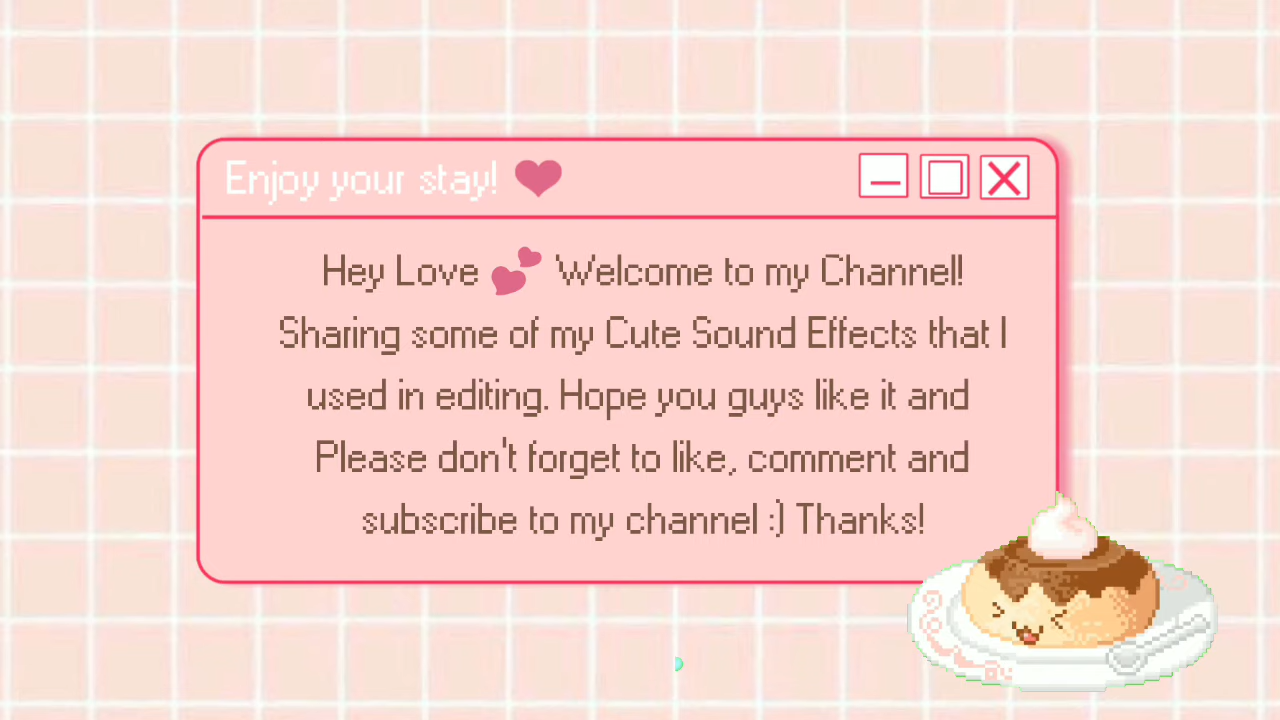 Enjoy your stay! ❤
Hey Love 💕 Welcome to my Channel!
Sharing some of my Cute Sound Effects that I
used in editing. Hope you guys like it and
Please don't forget to like, comment and
subscribe to my channel :) Thanks!